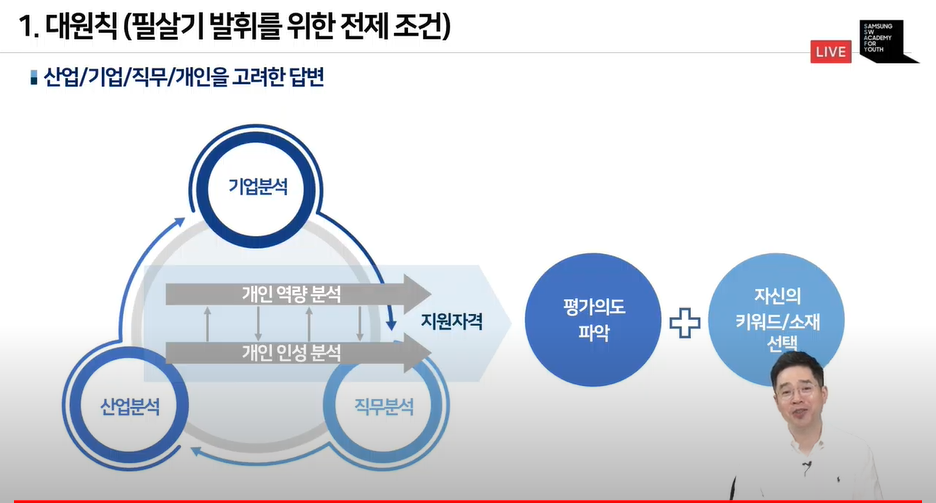 1. 대원칙 (필살기 발휘를 위한 전제 조건)
LIVE
SAMSUNG
SW
ACADEMY
FOR
YOUTH
산업/기업/직무/개인을 고려한 답변
기업분석
개인 역량 분석
지원자격
개인 인성 분석
산업분석
직무분석
평가의도
파악
자신의
키워드/소재
선택